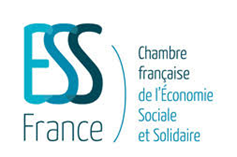 ESS
France
Chambre
française
de l'Économie
Sociale
et Solidaire